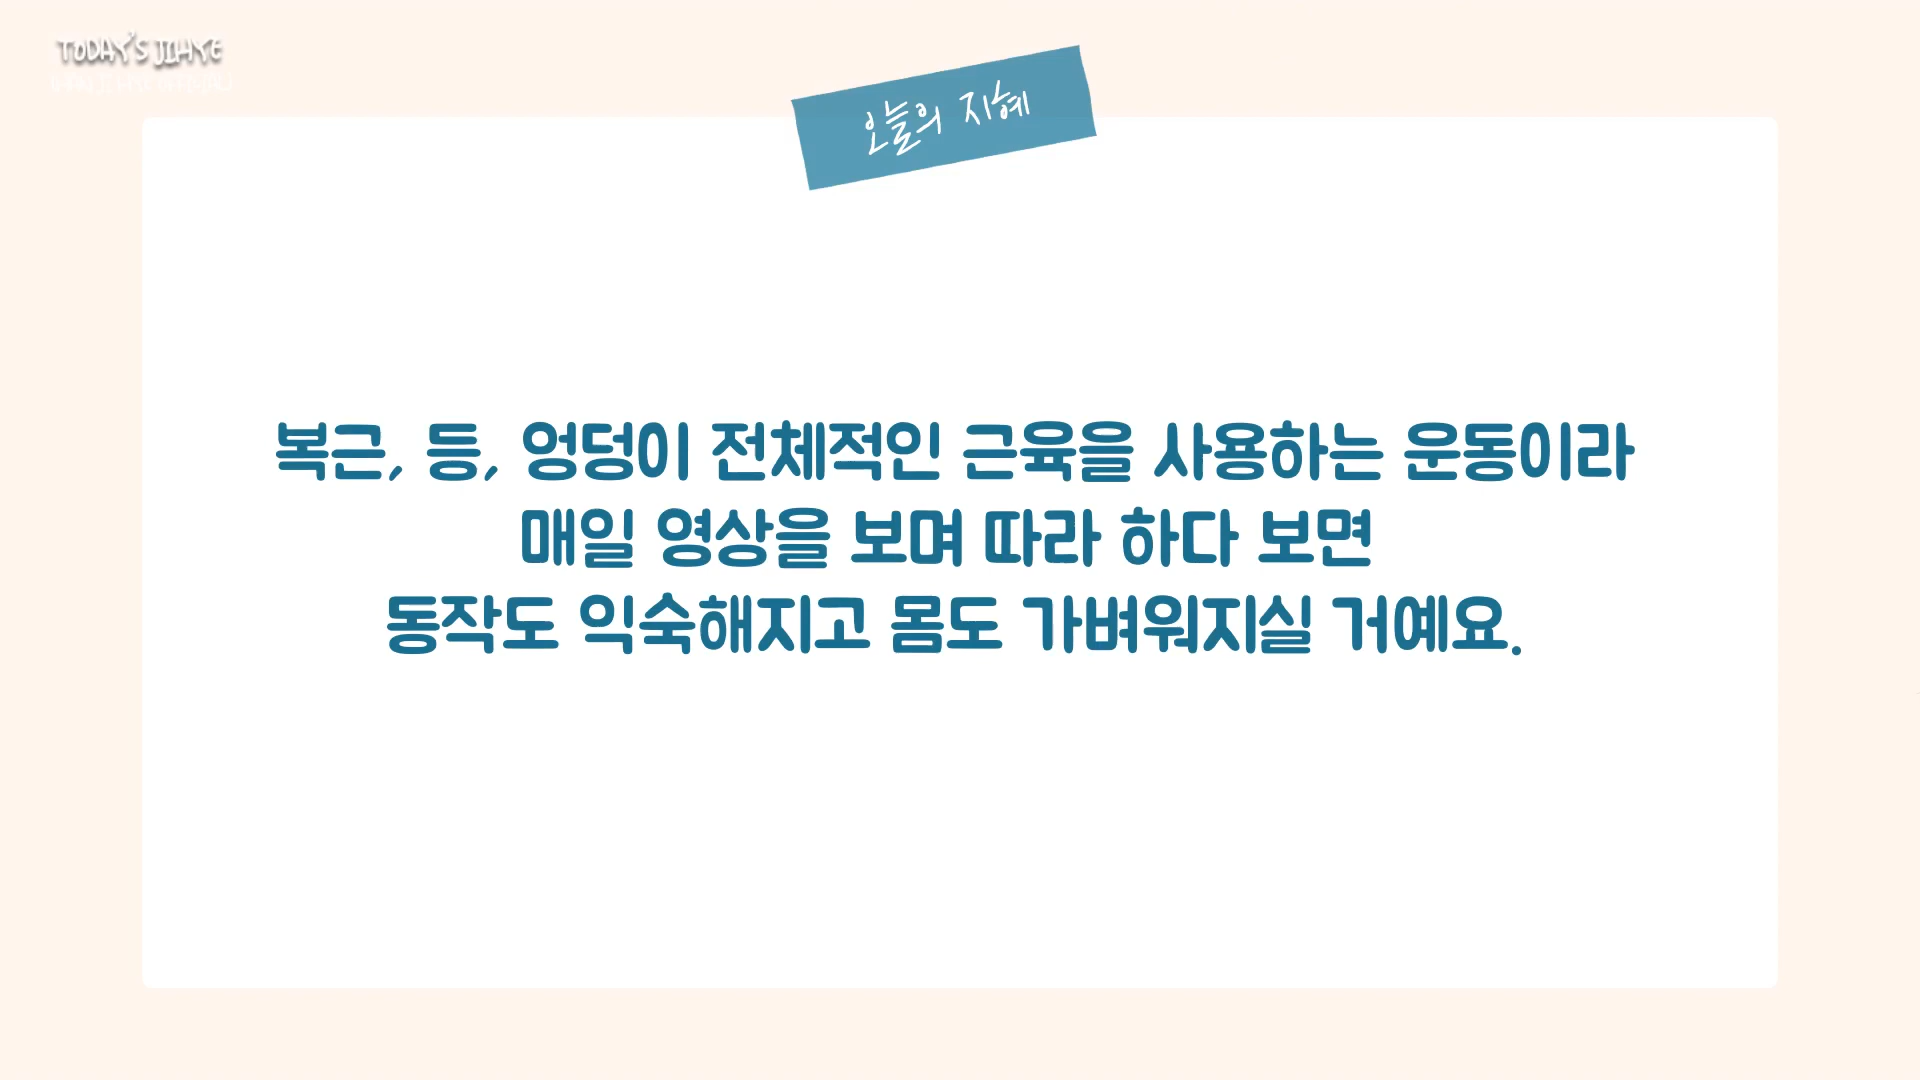 TODAY'S JIHYE
오늘의 지혜
복근, 등, 엉덩이 전체적인 근육을 사용하는 운동이라
매일 영상을 보며 따라 하다 보면
동작도 익숙해지고 몸도 가벼워지실 거예요.